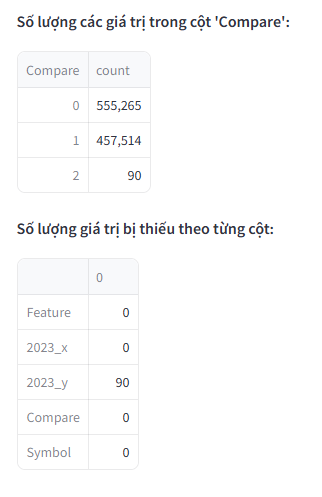 Số lượng các giá trị trong cột 'Compare':
Compare count
0 555,265
1 457,514
2 90
Số lượng giá trị bị thiếu theo từng cột:
0
Feature 0
2023_x 0
2023_y 90
Compare 0
Symbol 0